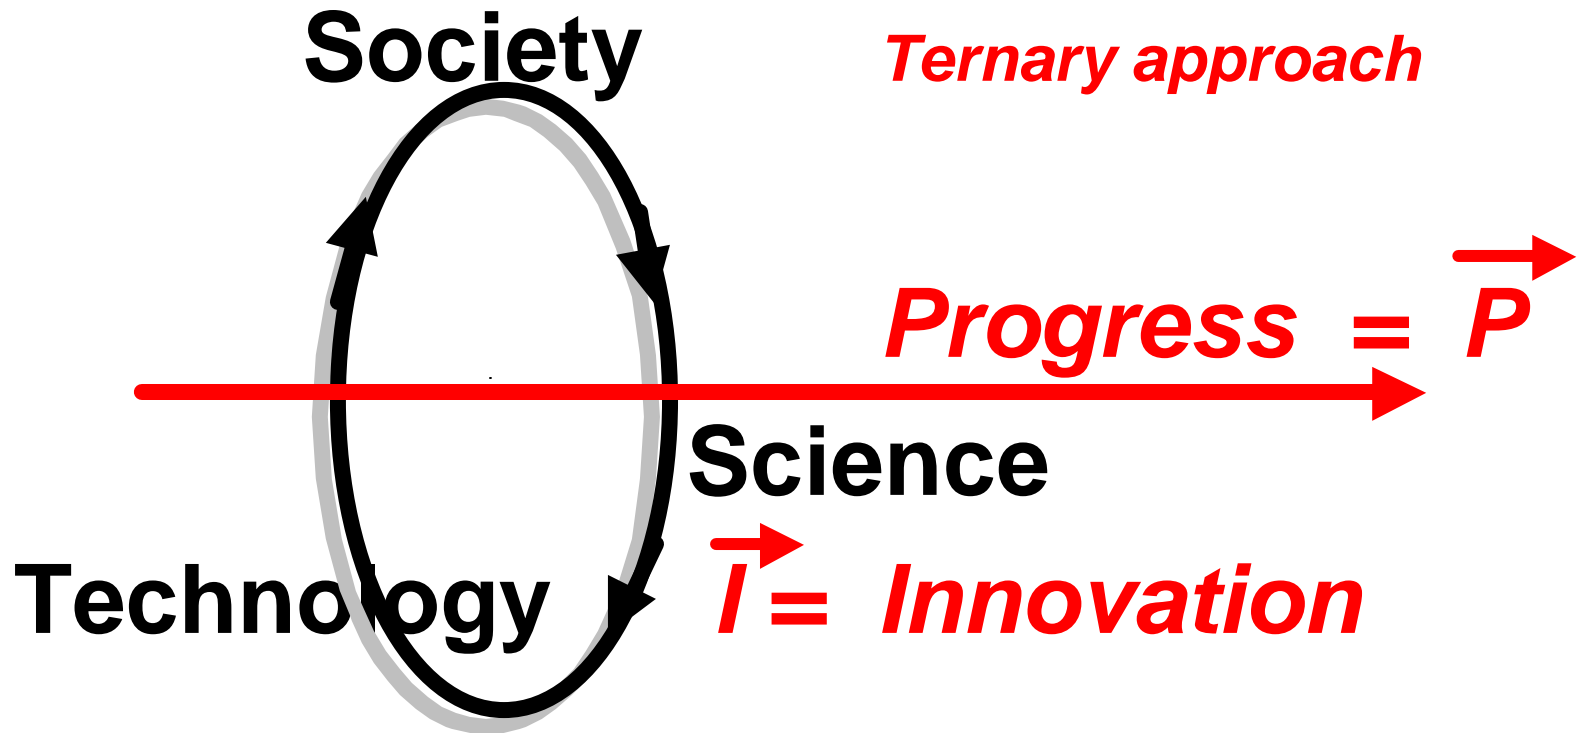 Society
Ternary approach
Progress = P
Science
Technology
I = Innovation